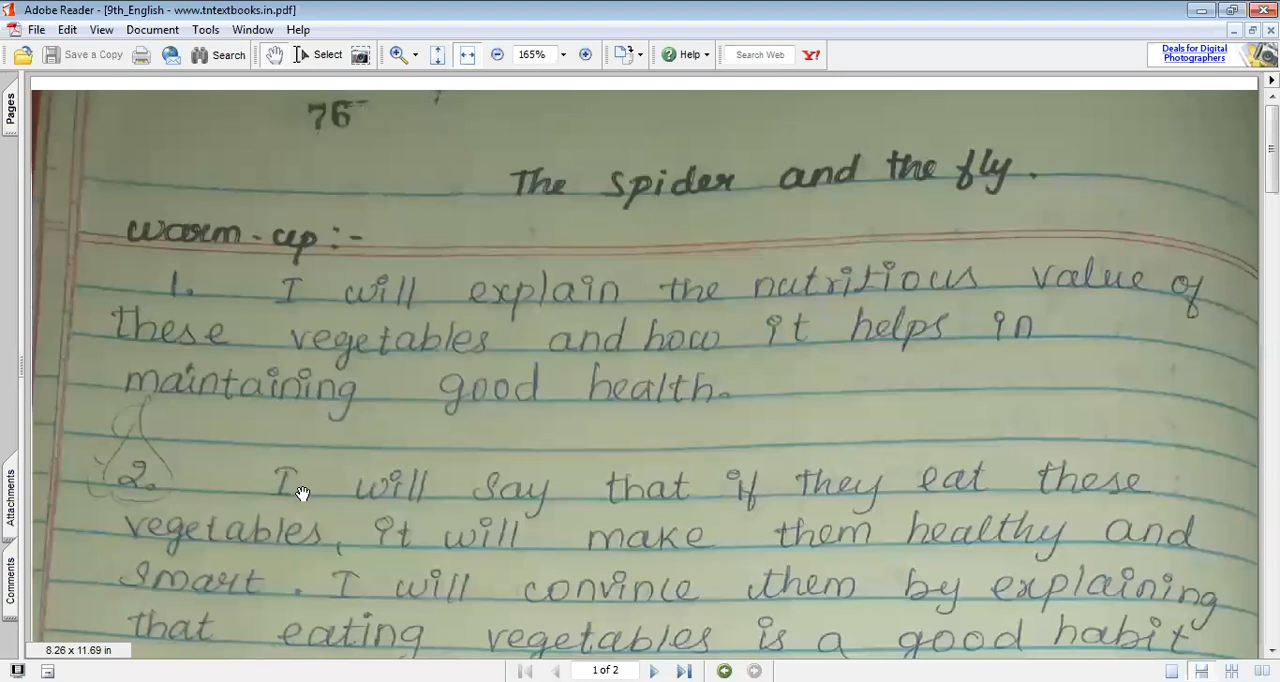 Adobe Reader - [9th_English - www.tntextbooks.in.pdf]
File Edit View Document Tools Window Help
Save a Copy Search Select 165% Help Search Web Y! Deals for Digital Photographers
Pages
Attachments
Comments
76
The Spider and the fly.
Warm-up :-
1. I will explain the nutritious value of
these vegetables and how it helps in
maintaining good health.
2. I will say that if they eat these
vegetables, it will make them healthy and
smart. I will convince them by explaining
that eating vegetables is a good habit
8.26 x 11.69 in
1 of 2